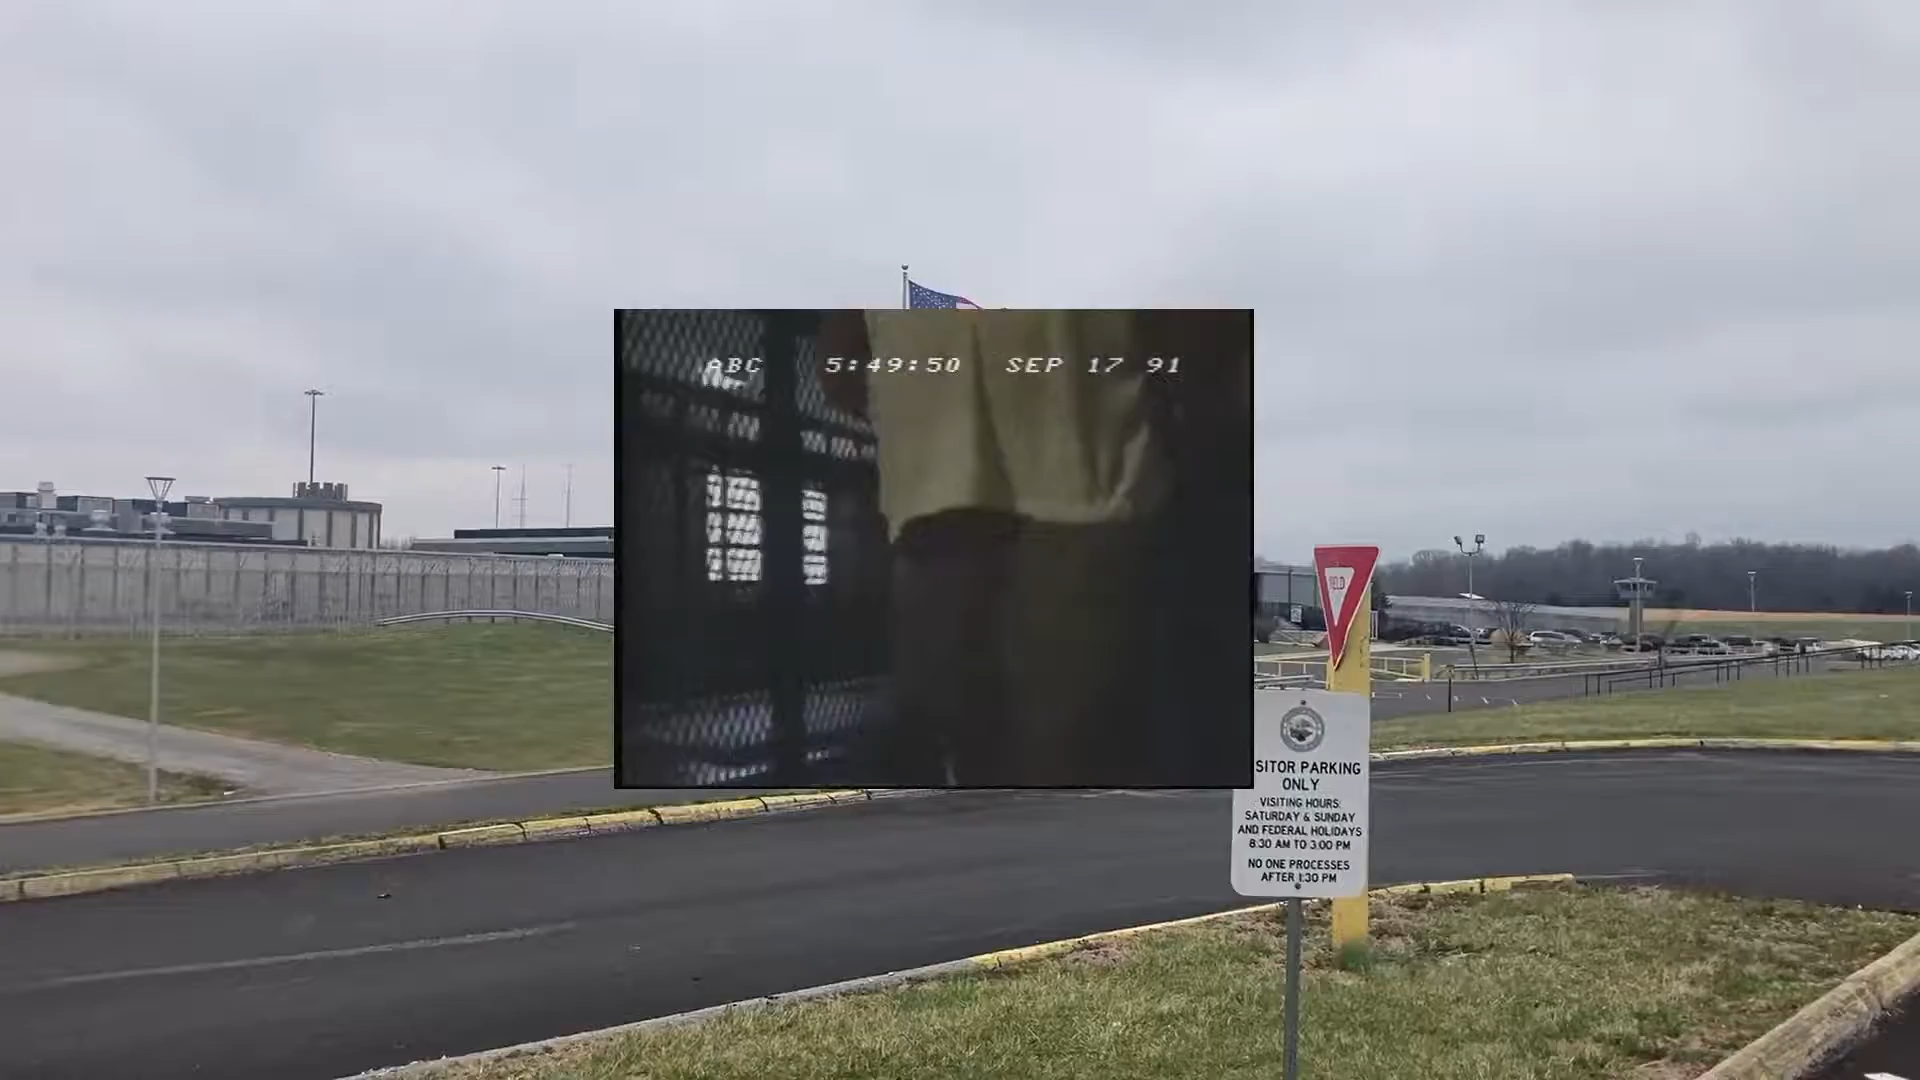 ABC 5:49:50 SEP 17 91
YIELD
SITOR PARKING
ONLY
VISITING HOURS:
SATURDAY & SUNDAY
AND FEDERAL HOLIDAYS
8:30 AM TO 3:00 PM
NO ONE PROCESSES
AFTER 1:30 PM